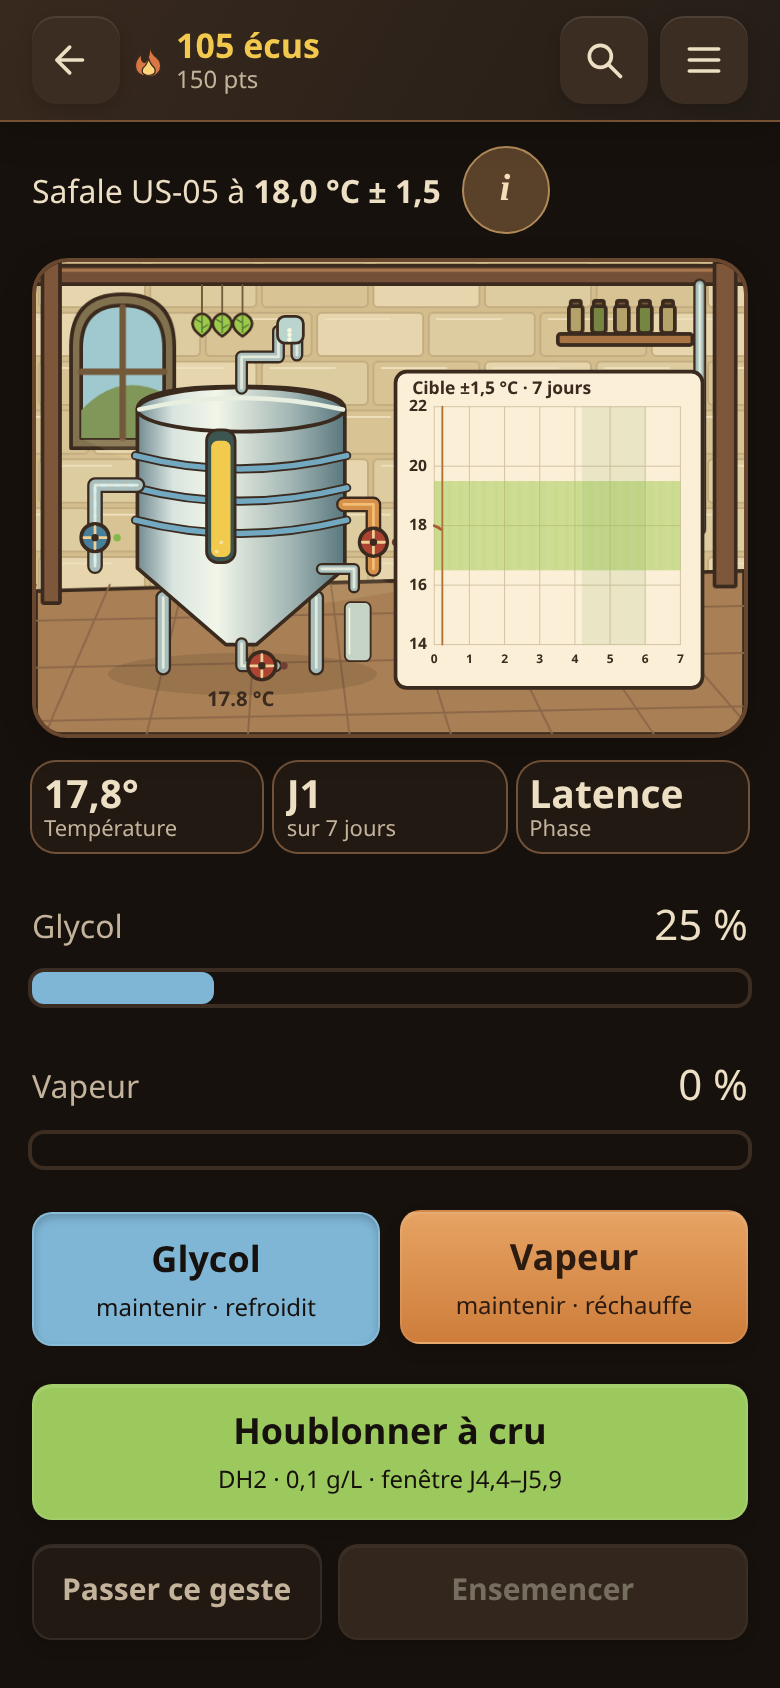 105 écus
150 pts
Safale US-05 à 18,0 °C ± 1,5
i
Cible ±1,5 °C · 7 jours
22
20
18
16
14
0 1 2 3 4 5 6 7
17.8 °C
17,8°
Température
J1
sur 7 jours
Latence
Phase
Glycol
25 %
Vapeur
0 %
Glycol
maintenir · refroidit
Vapeur
maintenir · réchauffe
Houblonner à cru
DH2 · 0,1 g/L · fenêtre J4,4–J5,9
Passer ce geste
Ensemencer